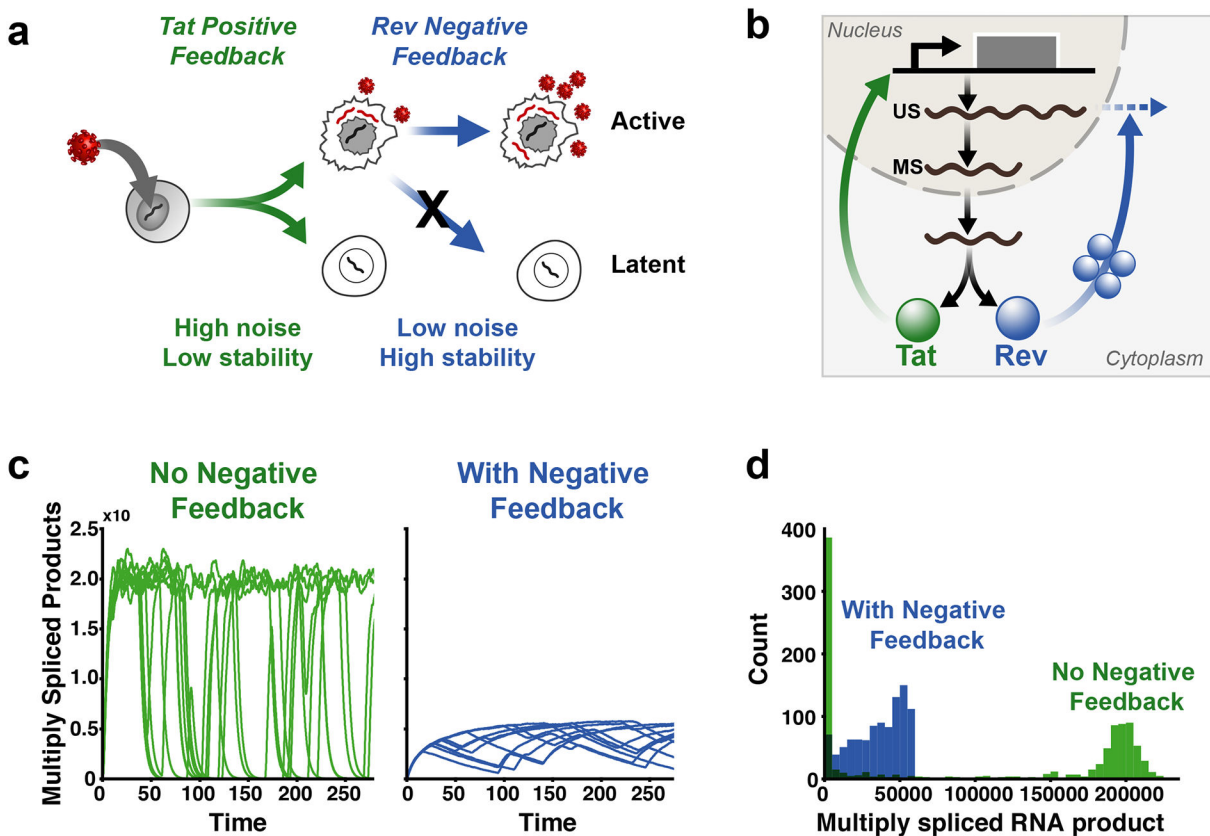 a
Tat Positive
Feedback
Rev Negative
Feedback
Active
X
Latent
High noise
Low stability
Low noise
High stability
b
Nucleus
US
MS
Tat
Rev
Cytoplasm
c
No Negative
Feedback
With Negative
Feedback
x10
Multiply Spliced Products
2.5
2.0
1.0
0.5
0
0 50 100 150 200 250
Time
0 50 100 150 200 250
Time
d
Count
400
300
200
100
0
With Negative
Feedback
No Negative
Feedback
0 50000 100000 150000 200000
Multiply spliced RNA product